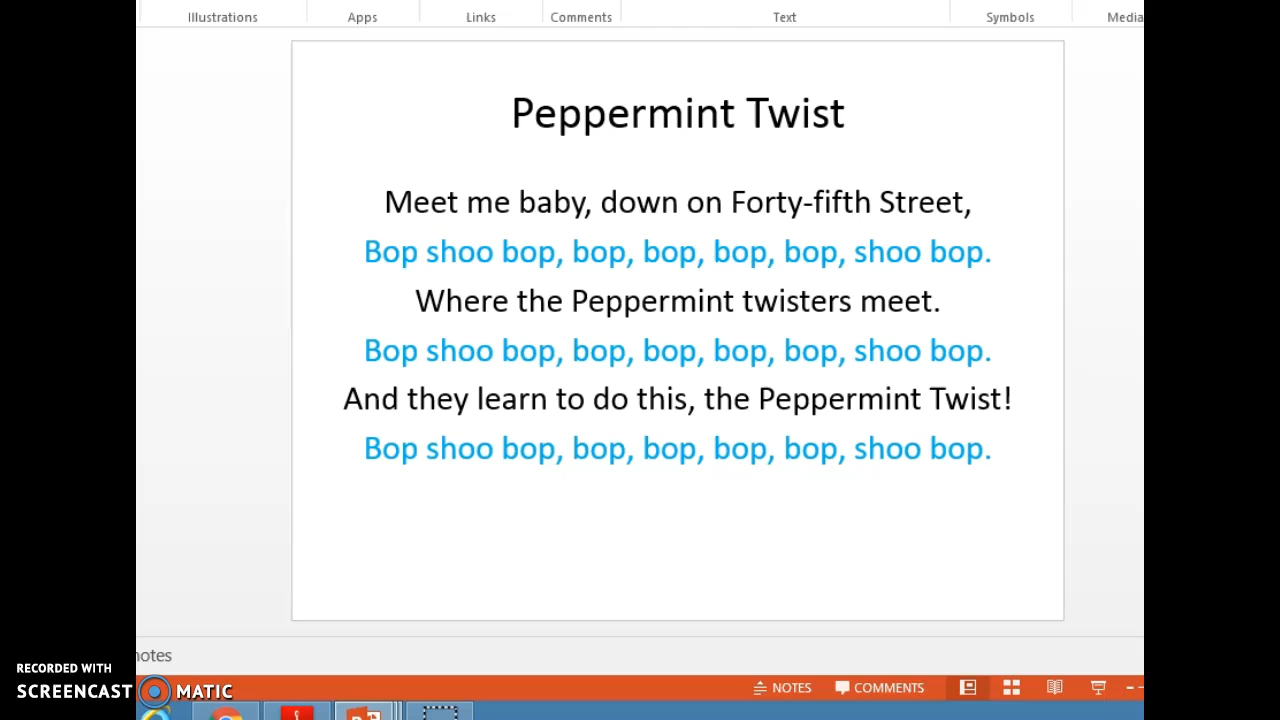 Illustrations Apps Links Comments Text Symbols Media
Peppermint Twist
Meet me baby, down on Forty-fifth Street,
Bop shoo bop, bop, bop, bop, bop, shoo bop.
Where the Peppermint twisters meet.
Bop shoo bop, bop, bop, bop, bop, shoo bop.
And they learn to do this, the Peppermint Twist!
Bop shoo bop, bop, bop, bop, bop, shoo bop.
notes
RECORDED WITH
SCREENCAST MATIC
NOTES COMMENTS